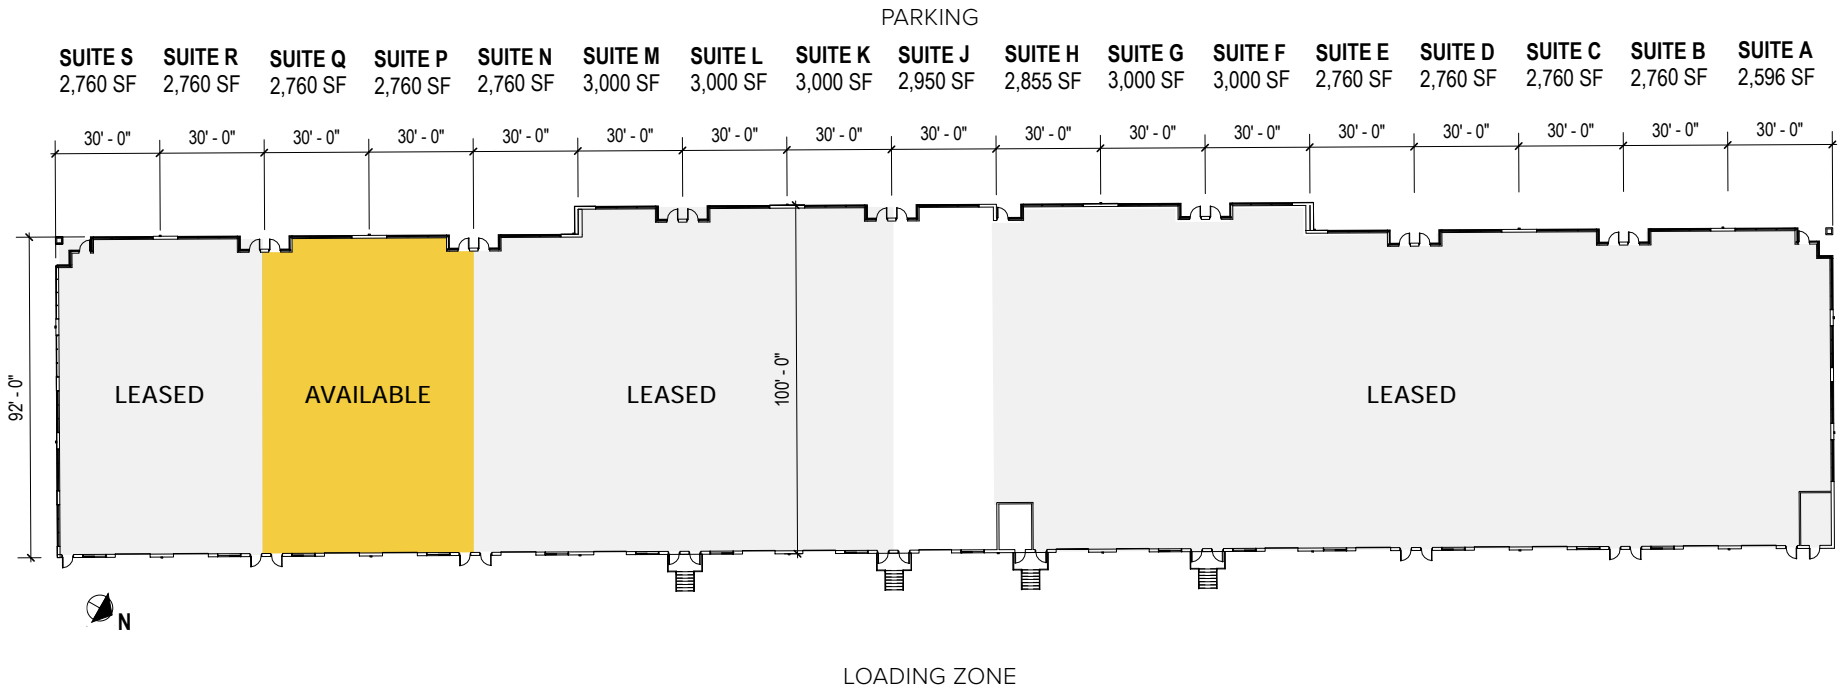 PARKING
SUITE S SUITE R SUITE Q SUITE P SUITE N SUITE M SUITE L SUITE K SUITE J SUITE H SUITE G SUITE F SUITE E SUITE D SUITE C SUITE B SUITE A
2,760 SF 2,760 SF 2,760 SF 2,760 SF 2,760 SF 3,000 SF 3,000 SF 3,000 SF 2,950 SF 2,855 SF 3,000 SF 3,000 SF 2,760 SF 2,760 SF 2,760 SF 2,760 SF 2,596 SF
30' - 0" 30' - 0" 30' - 0" 30' - 0" 30' - 0" 30' - 0" 30' - 0" 30' - 0" 30' - 0" 30' - 0" 30' - 0" 30' - 0" 30' - 0" 30' - 0" 30' - 0" 30' - 0" 30' - 0"
92' - 0"
LEASED AVAILABLE LEASED
100' - 0"
LEASED
N
LOADING ZONE